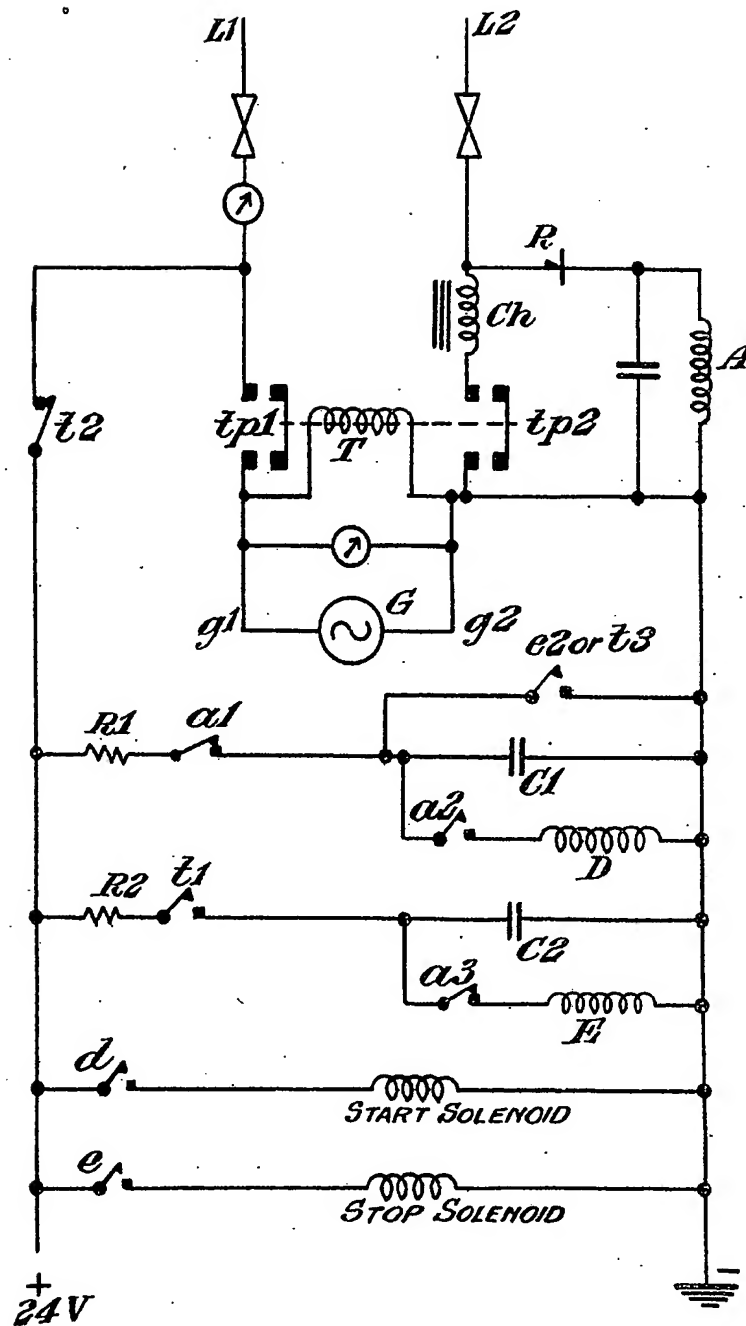 L1
L2
R
Ch
A
t2
tp1
T
tp2
g1
G
g2
e2 or t3
R1
a1
C1
a2
D
R2
t1
C2
a3
E
d
START SOLENOID
e
STOP SOLENOID
+
24V
−